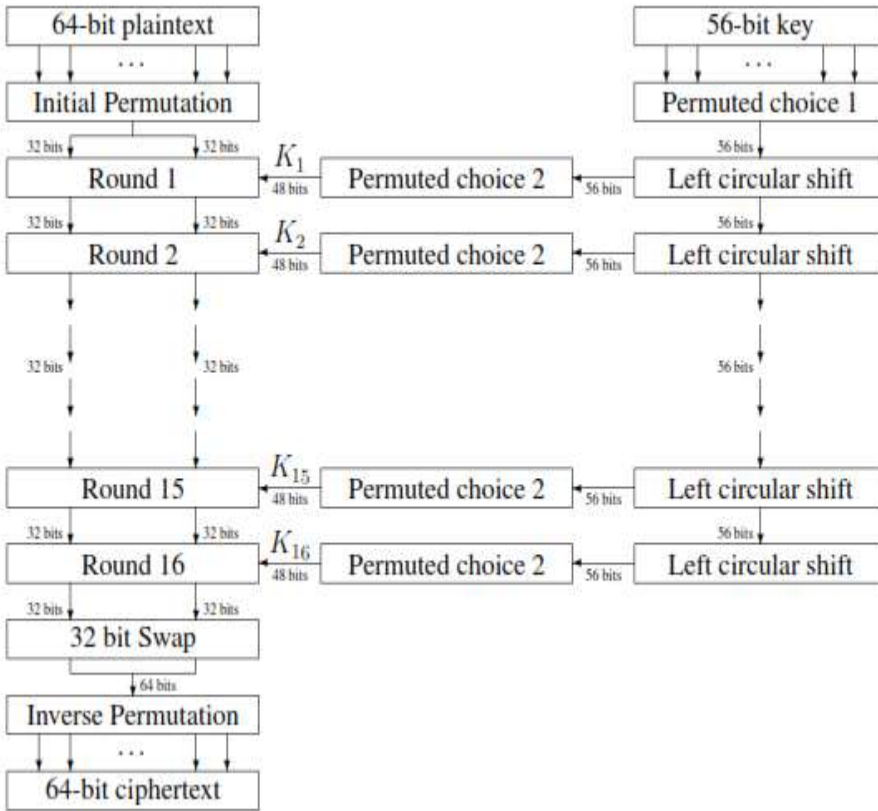 64-bit plaintext
56-bit key
...
...
Initial Permutation
Permuted choice 1
32 bits
32 bits
56 bits
Round 1
K1
48 bits
Permuted choice 2
56 bits
Left circular shift
32 bits
32 bits
56 bits
Round 2
K2
48 bits
Permuted choice 2
56 bits
Left circular shift
32 bits
32 bits
56 bits
Round 15
K15
48 bits
Permuted choice 2
56 bits
Left circular shift
32 bits
32 bits
56 bits
Round 16
K16
48 bits
Permuted choice 2
56 bits
Left circular shift
32 bits
32 bits
32 bit Swap
64 bits
Inverse Permutation
...
64-bit ciphertext